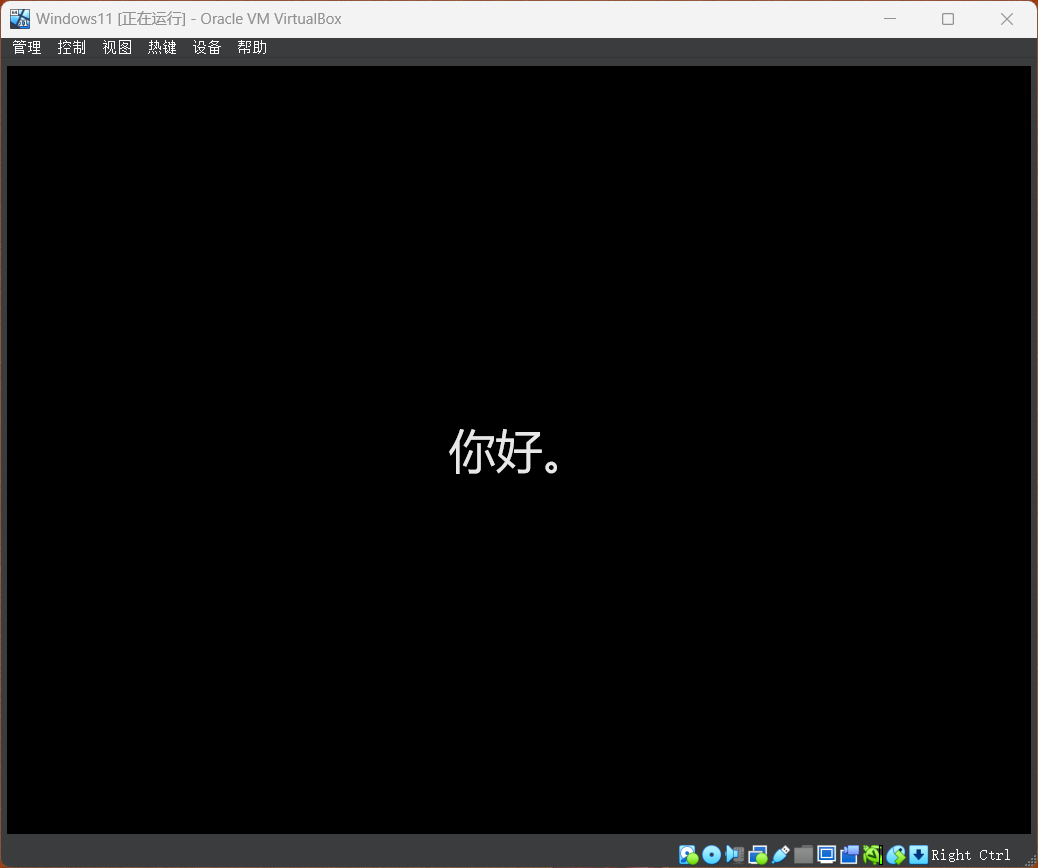 Windows11 [正在运行] - Oracle VM VirtualBox
管理 控制 视图 热键 设备 帮助
你好。
Right Ctrl